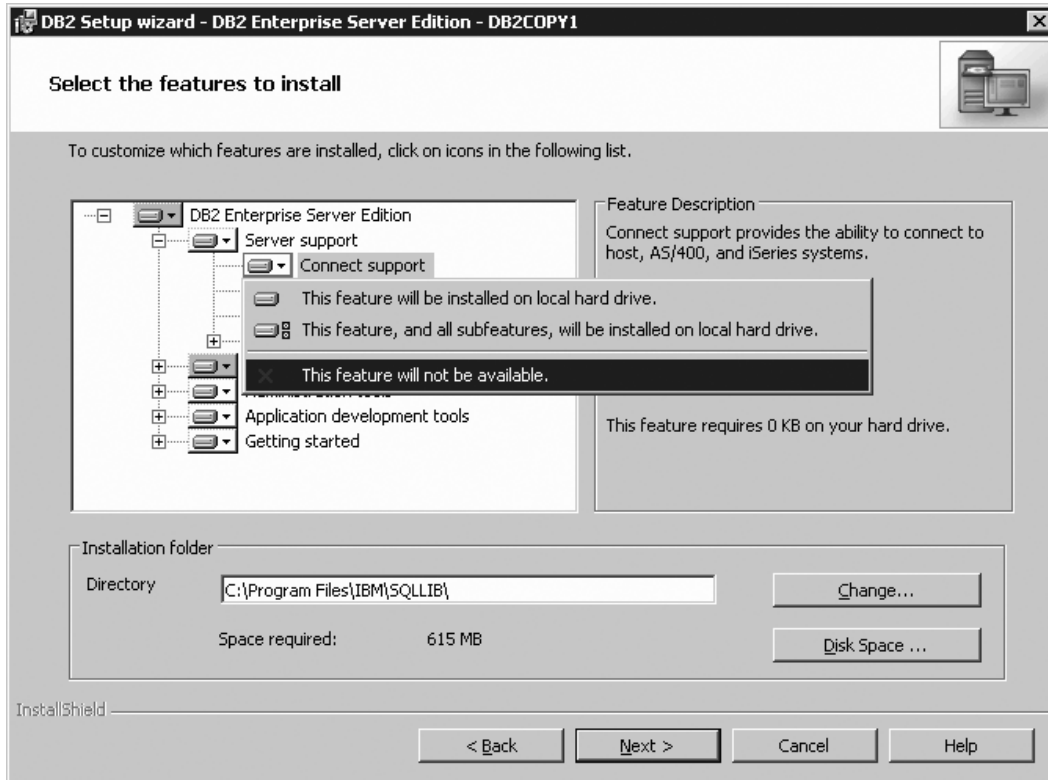 DB2 Setup wizard - DB2 Enterprise Server Edition - DB2COPY1
Select the features to install
To customize which features are installed, click on icons in the following list.
DB2 Enterprise Server Edition
Server support
Connect support
This feature will be installed on local hard drive.
This feature, and all subfeatures, will be installed on local hard drive.
This feature will not be available.
Application development tools
Getting started
Feature Description
Connect support provides the ability to connect to
host, AS/400, and iSeries systems.
This feature requires 0 KB on your hard drive.
Installation folder
Directory
C:\Program Files\IBM\SQLLIB\
Change...
Space required: 615 MB
Disk Space ...
InstallShield
< Back
Next >
Cancel
Help